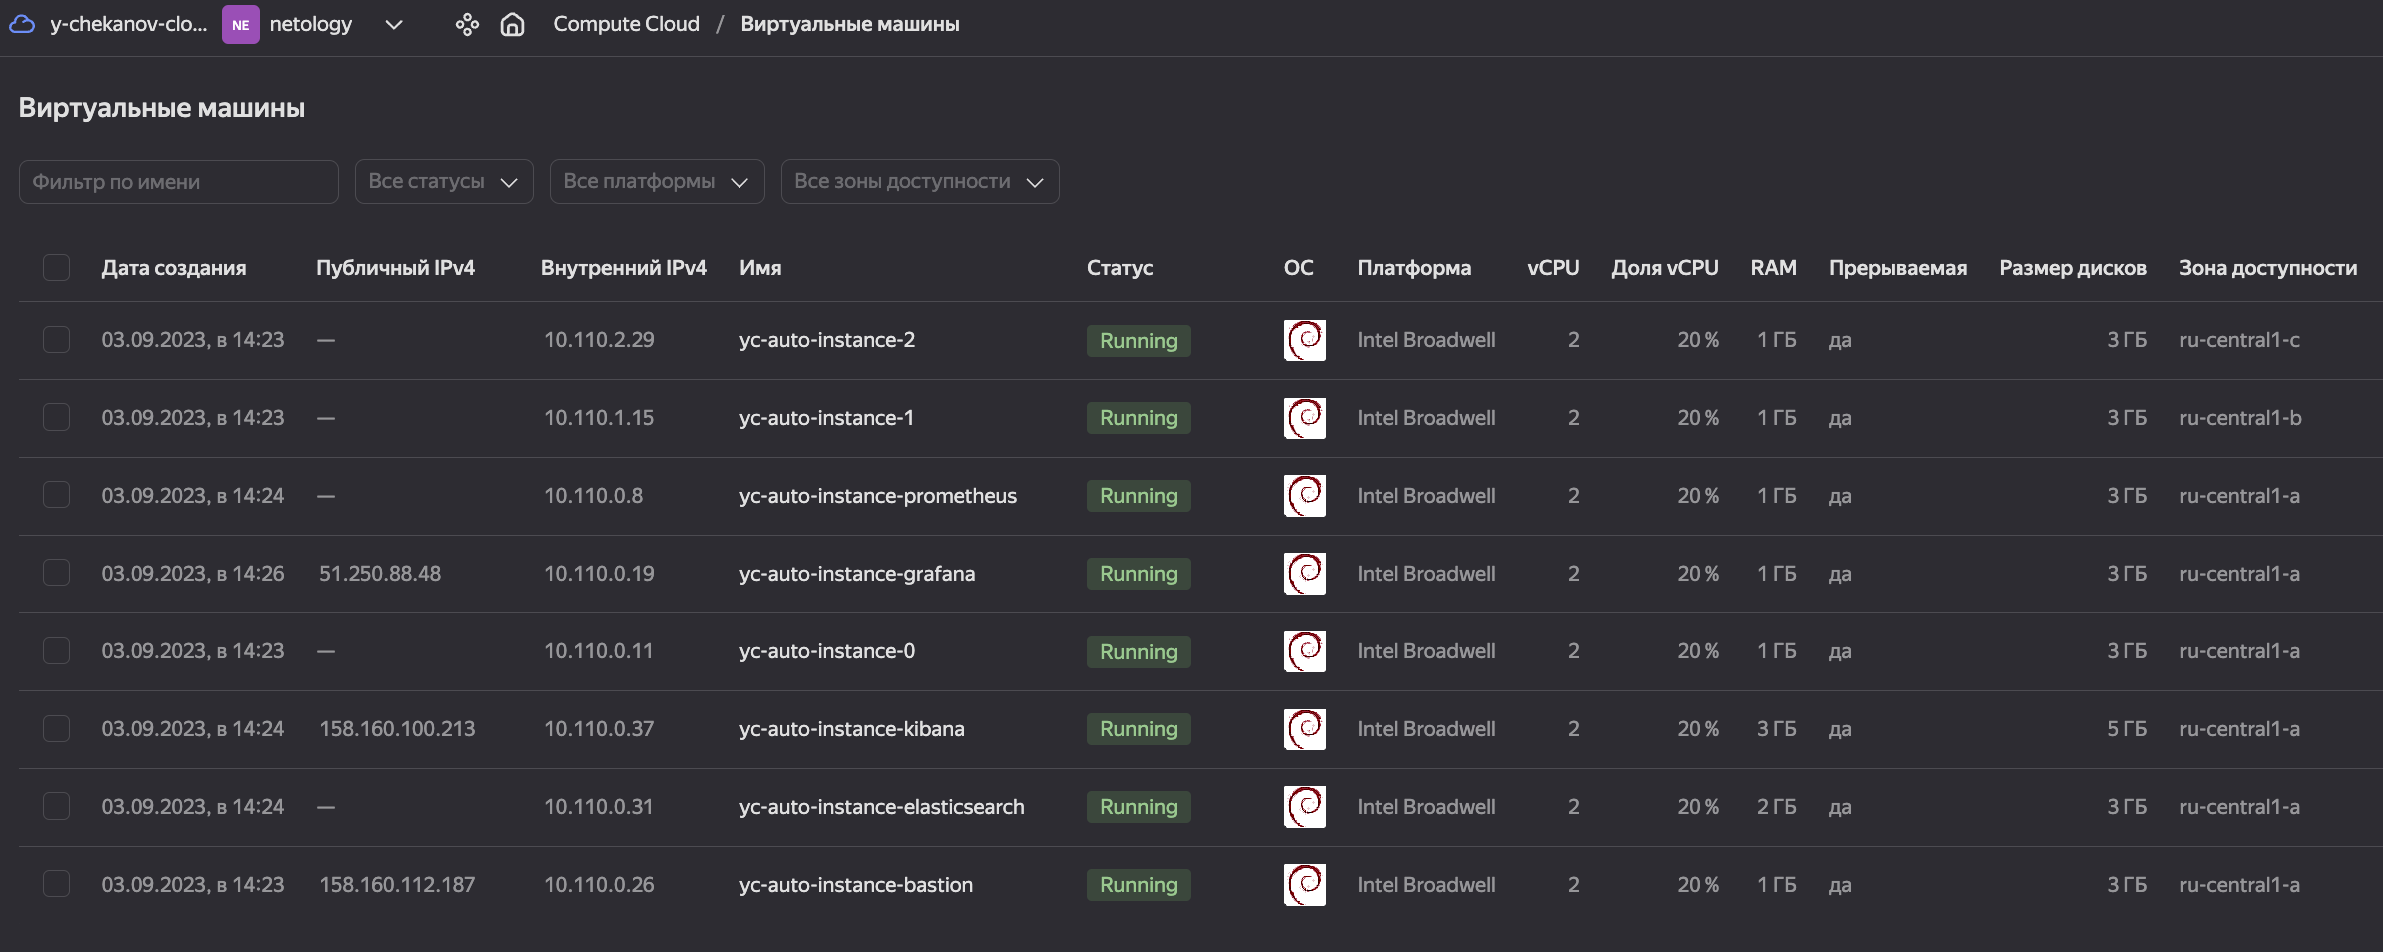 y-chekanov-clo... NE netology Compute Cloud / Виртуальные машины
Виртуальные машины
Фильтр по имени Все статусы Все платформы Все зоны доступности
Дата создания Публичный IPv4 Внутренний IPv4 Имя Статус ОС Платформа vCPU Доля vCPU RAM Прерываемая Размер дисков Зона доступности
03.09.2023, в 14:23 — 10.110.2.29 yc-auto-instance-2 Running Intel Broadwell 2 20 % 1 ГБ да 3 ГБ ru-central1-c
03.09.2023, в 14:23 — 10.110.1.15 yc-auto-instance-1 Running Intel Broadwell 2 20 % 1 ГБ да 3 ГБ ru-central1-b
03.09.2023, в 14:24 — 10.110.0.8 yc-auto-instance-prometheus Running Intel Broadwell 2 20 % 1 ГБ да 3 ГБ ru-central1-a
03.09.2023, в 14:26 51.250.88.48 10.110.0.19 yc-auto-instance-grafana Running Intel Broadwell 2 20 % 1 ГБ да 3 ГБ ru-central1-a
03.09.2023, в 14:23 — 10.110.0.11 yc-auto-instance-0 Running Intel Broadwell 2 20 % 1 ГБ да 3 ГБ ru-central1-a
03.09.2023, в 14:24 158.160.100.213 10.110.0.37 yc-auto-instance-kibana Running Intel Broadwell 2 20 % 3 ГБ да 5 ГБ ru-central1-a
03.09.2023, в 14:24 — 10.110.0.31 yc-auto-instance-elasticsearch Running Intel Broadwell 2 20 % 2 ГБ да 3 ГБ ru-central1-a
03.09.2023, в 14:23 158.160.112.187 10.110.0.26 yc-auto-instance-bastion Running Intel Broadwell 2 20 % 1 ГБ да 3 ГБ ru-central1-a